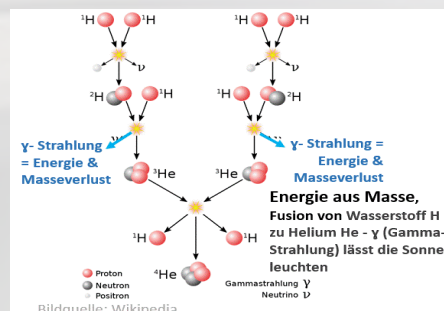 ¹H ¹H ¹H ¹H
ν ν
²H ¹H ¹H ²H
γ- Strahlung
= Energie &
Masseverlust
γ- Strahlung =
Energie &
Masseverlust
³He ³He
Energie aus Masse,
Fusion von Wasserstoff H
zu Helium He - γ (Gamma-
Strahlung) lässt die Sonne
leuchten
¹H ¹H
⁴He
Proton
Neutron
Positron
Gammastrahlung γ
Neutrino ν
Bildquelle: Wikipedia